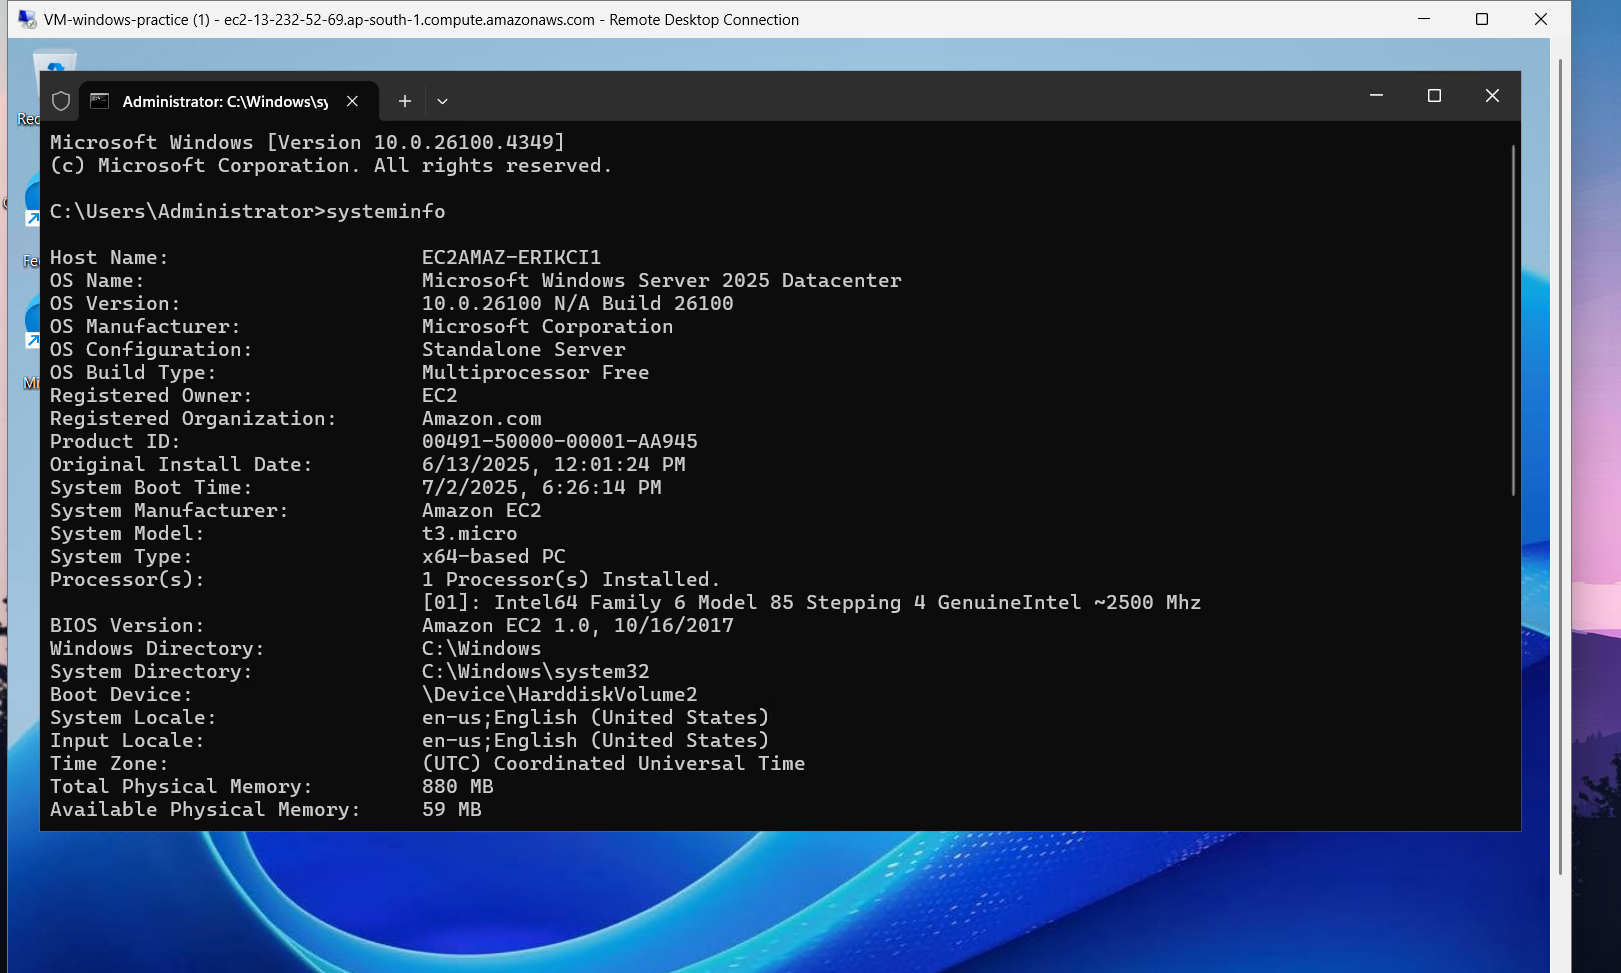 VM-windows-practice (1) - ec2-13-232-52-69.ap-south-1.compute.amazonaws.com - Remote Desktop Connection
Administrator: C:\Windows\sy
Microsoft Windows [Version 10.0.26100.4349]
(c) Microsoft Corporation. All rights reserved.
C:\Users\Administrator>systeminfo
Host Name: EC2AMAZ-ERIKCI1
OS Name: Microsoft Windows Server 2025 Datacenter
OS Version: 10.0.26100 N/A Build 26100
OS Manufacturer: Microsoft Corporation
OS Configuration: Standalone Server
OS Build Type: Multiprocessor Free
Registered Owner: EC2
Registered Organization: Amazon.com
Product ID: 00491-50000-00001-AA945
Original Install Date: 6/13/2025, 12:01:24 PM
System Boot Time: 7/2/2025, 6:26:14 PM
System Manufacturer: Amazon EC2
System Model: t3.micro
System Type: x64-based PC
Processor(s): 1 Processor(s) Installed.
[01]: Intel64 Family 6 Model 85 Stepping 4 GenuineIntel ~2500 Mhz
BIOS Version: Amazon EC2 1.0, 10/16/2017
Windows Directory: C:\Windows
System Directory: C:\Windows\system32
Boot Device: \Device\HarddiskVolume2
System Locale: en-us;English (United States)
Input Locale: en-us;English (United States)
Time Zone: (UTC) Coordinated Universal Time
Total Physical Memory: 880 MB
Available Physical Memory: 59 MB